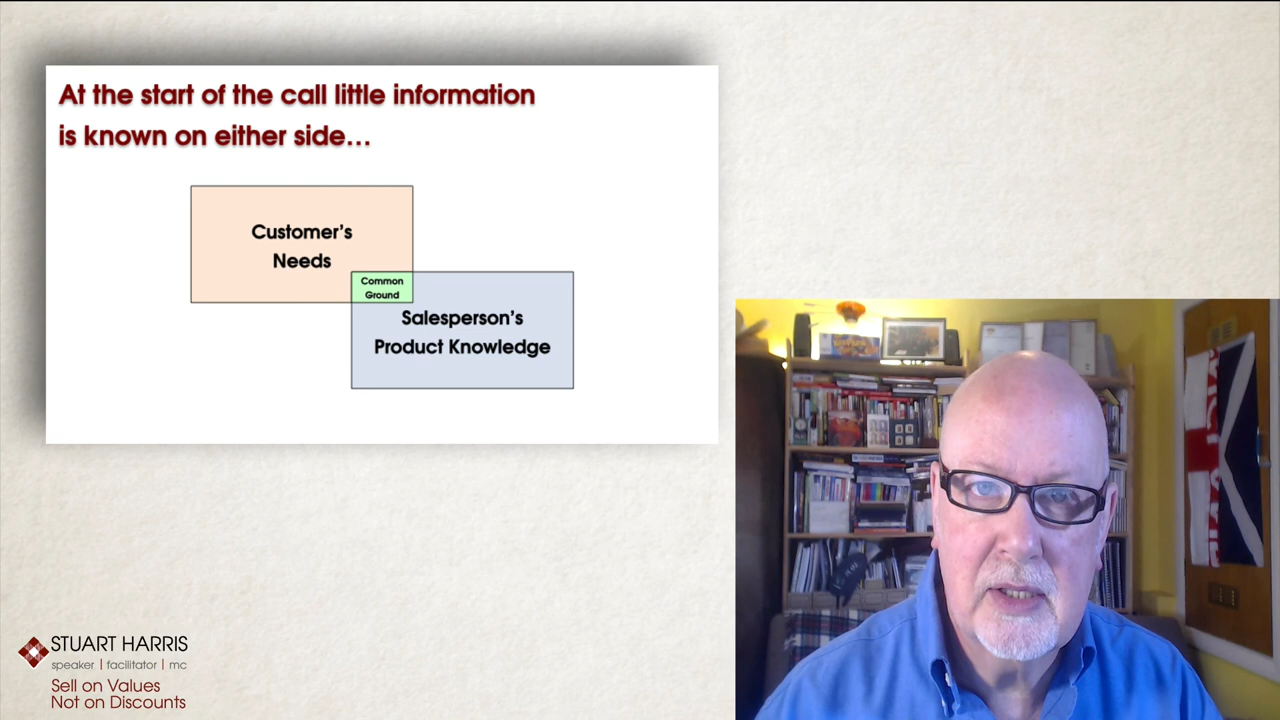 At the start of the call little information
is known on either side...
Customer's
Needs
Common
Ground
Salesperson's
Product Knowledge
STUART HARRIS
speaker | facilitator | mc
Sell on Values
Not on Discounts